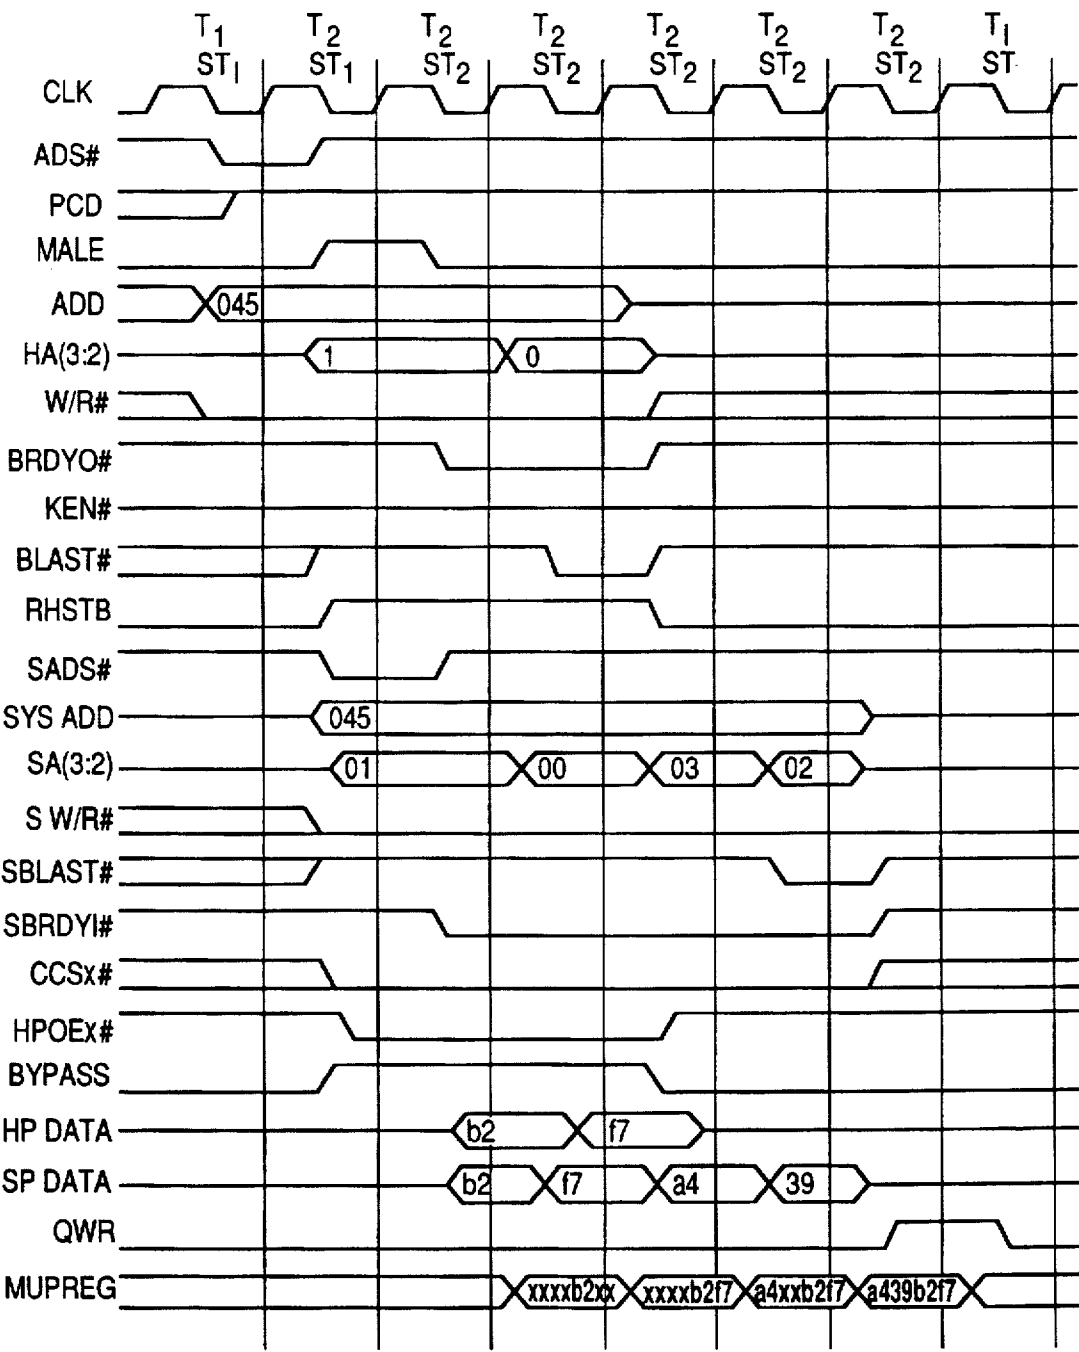 T1 T2 T2 T2 T2 T2 T2 TI
STI ST1 ST2 ST2 ST2 ST2 ST2 ST
CLK
ADS#
PCD
MALE
ADD 045
HA(3:2) 1 0
W/R#
BRDYO#
KEN#
BLAST#
RHSTB
SADS#
SYS ADD 045
SA(3:2) 01 00 03 02
S W/R#
SBLAST#
SBRDYI#
CCSx#
HPOEx#
BYPASS
HP DATA b2 f7
SP DATA b2 f7 a4 39
QWR
MUPREG xxxxb2xx xxxxb2f7 a4xxb2f7 a439b2f7